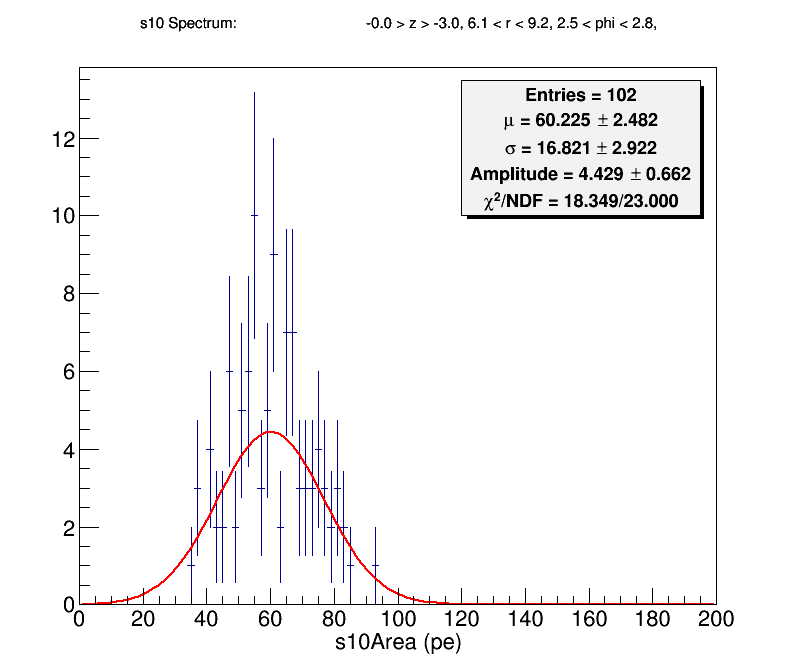 s10 Spectrum: -0.0 > z > -3.0, 6.1 < r < 9.2, 2.5 < phi < 2.8,
Entries = 102
μ = 60.225 ± 2.482
σ = 16.821 ± 2.922
Amplitude = 4.429 ± 0.662
χ²/NDF = 18.349/23.000
12
10
8
6
4
2
0
0 20 40 60 80 100 120 140 160 180 200
s10Area (pe)